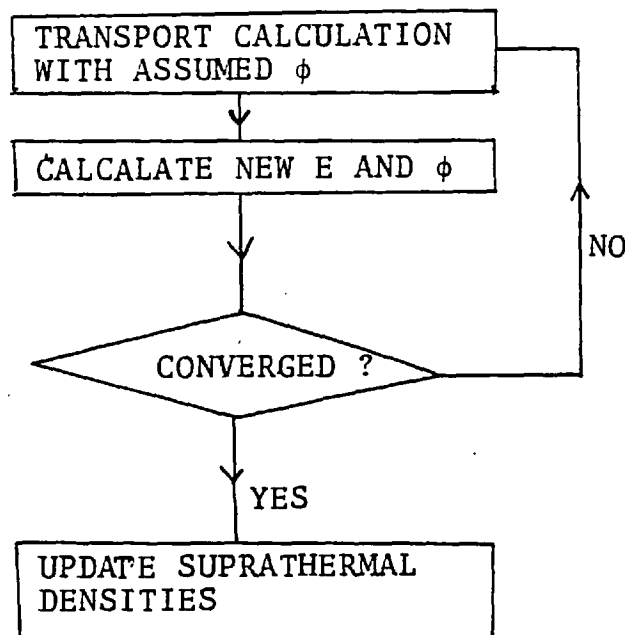 TRANSPORT CALCULATION
WITH ASSUMED ϕ
CALCALATE NEW E AND ϕ
NO
CONVERGED ?
YES
UPDATE SUPRATHERMAL
DENSITIES